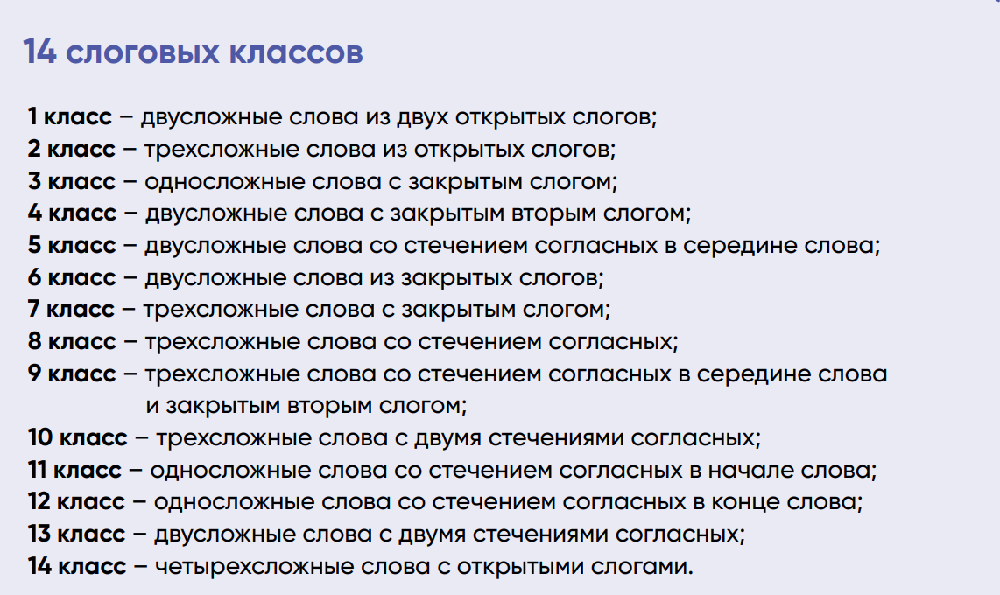 14 слоговых классов
1 класс – двусложные слова из двух открытых слогов;
2 класс – трехсложные слова из открытых слогов;
3 класс – односложные слова с закрытым слогом;
4 класс – двусложные слова с закрытым вторым слогом;
5 класс – двусложные слова со стечением согласных в середине слова;
6 класс – двусложные слова из закрытых слогов;
7 класс – трехсложные слова с закрытым слогом;
8 класс – трехсложные слова со стечением согласных;
9 класс – трехсложные слова со стечением согласных в середине слова
и закрытым вторым слогом;
10 класс – трехсложные слова с двумя стечениями согласных;
11 класс – односложные слова со стечением согласных в начале слова;
12 класс – односложные слова со стечением согласных в конце слова;
13 класс – двусложные слова с двумя стечениями согласных;
14 класс – четырехсложные слова с открытыми слогами.